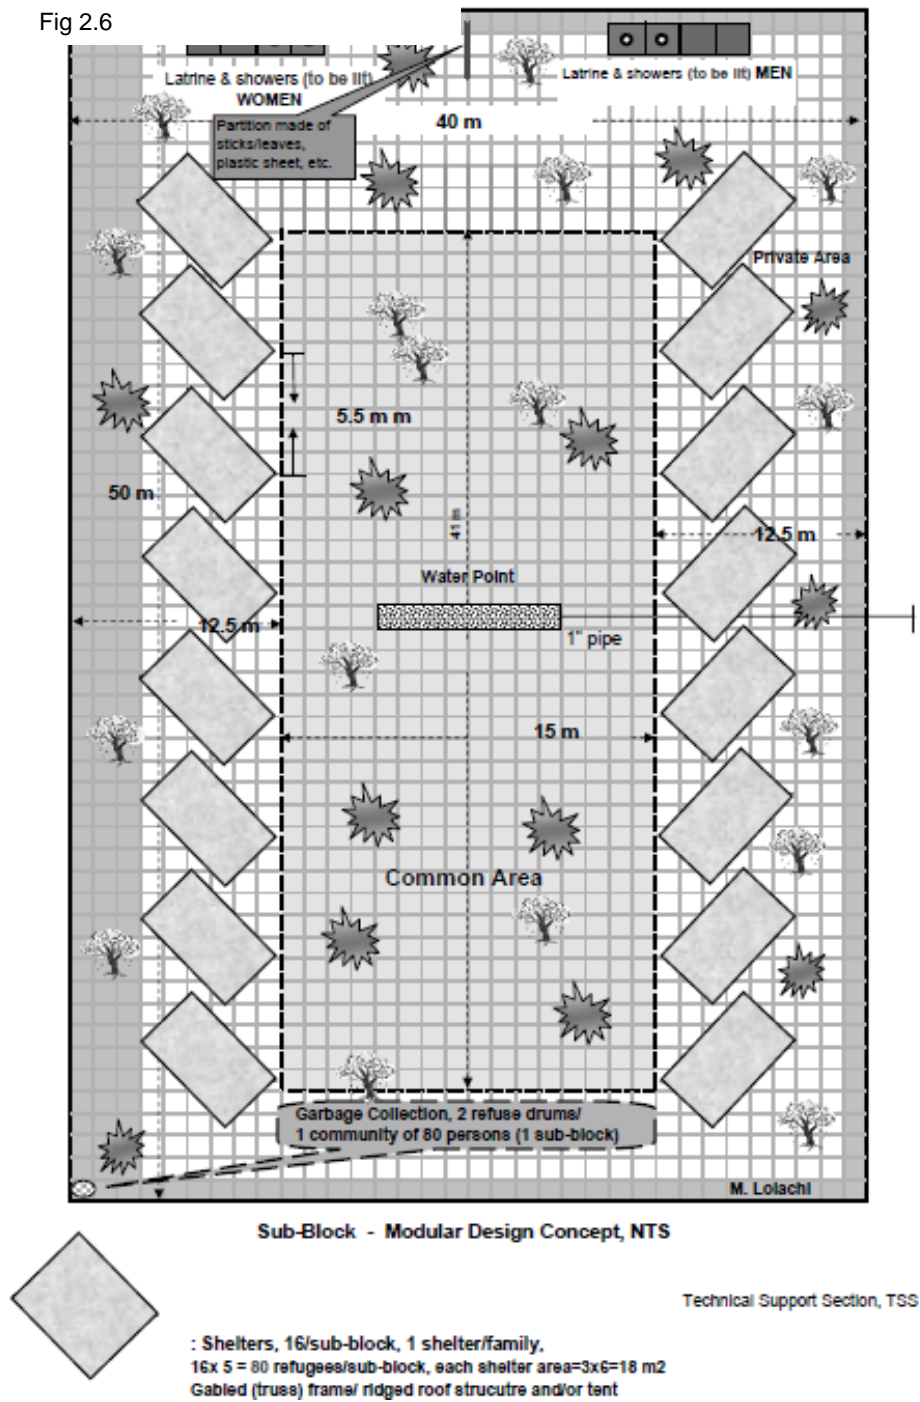 Fig 2.6
Latrine & showers (to be lit)
WOMEN
Latrine & showers (to be lit) MEN
Partition made of
sticks/leaves,
plastic sheet, etc.
40 m
Private Area
5.5 m m
50 m
41 m
12.5 m
Water Point
12.5 m
1" pipe
15 m
Common Area
Garbage Collection, 2 refuse drums/
1 community of 80 persons (1 sub-block)
M. Lolachi
Sub-Block - Modular Design Concept, NTS
Technical Support Section, TSS
: Shelters, 16/sub-block, 1 shelter/family,
16x 5 = 80 refugees/sub-block, each shelter area=3x6=18 m2
Gabled (truss) frame/ ridged roof strucutre and/or tent